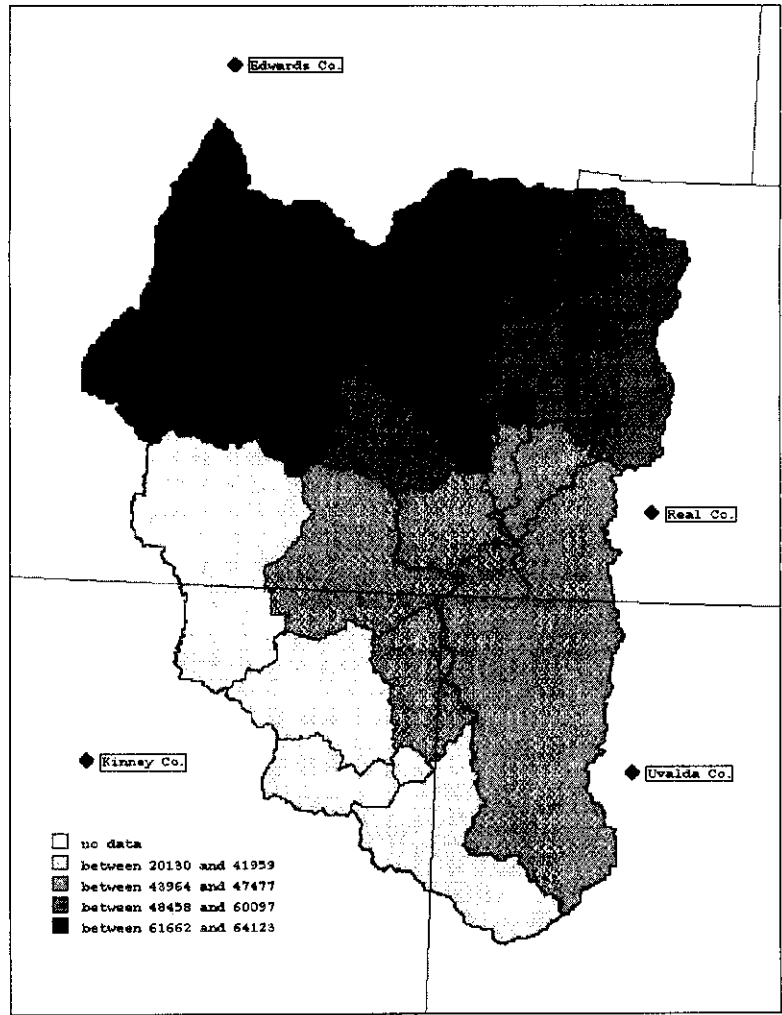 Edwards Co.
Real Co.
Kinney Co.
Uvalda Co.
no data
between 20130 and 41959
between 43964 and 47477
between 48458 and 60097
between 61662 and 64123